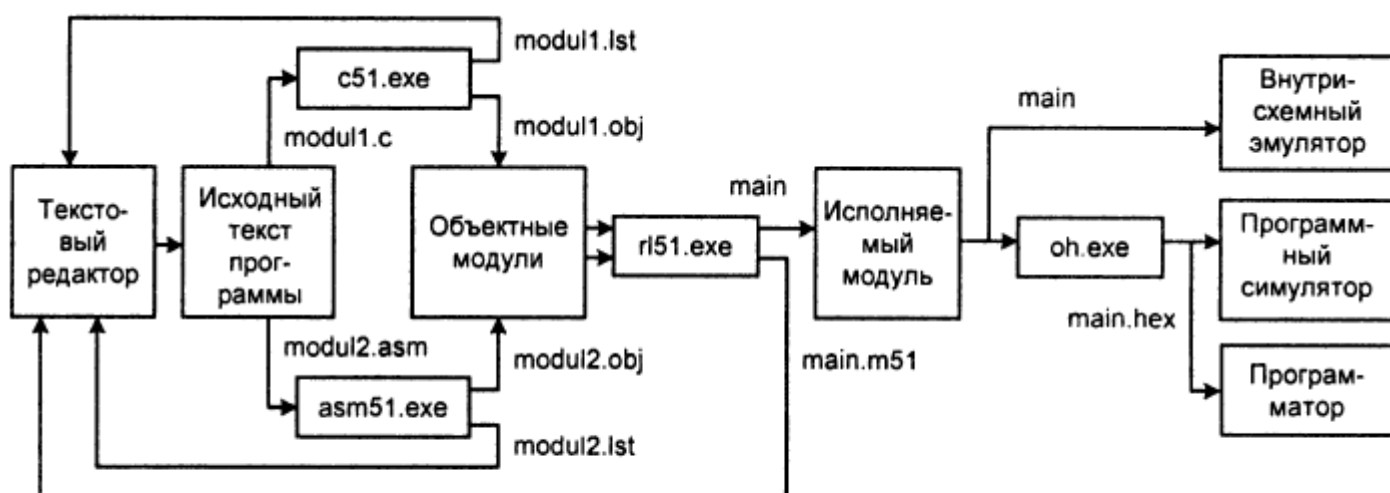 modul1.lst
c51.exe
modul1.c
modul1.obj
Тексто-
вый
редактор
Исходный
текст
прог-
раммы
Объектные
модули
modul2.asm
asm51.exe
modul2.obj
modul2.lst
rl51.exe
main
main.m51
Исполняе-
мый
модуль
main
oh.exe
main.hex
Внутри-
схемный
эмулятор
Программ-
ный
симулятор
Програм-
матор